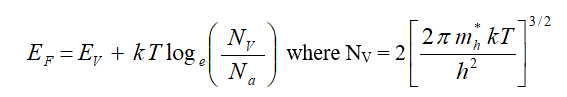 E_F = E_V + kT log_e (N_V / N_a) where N_V = 2 [2π m_h^* kT / h^2]^{3/2}